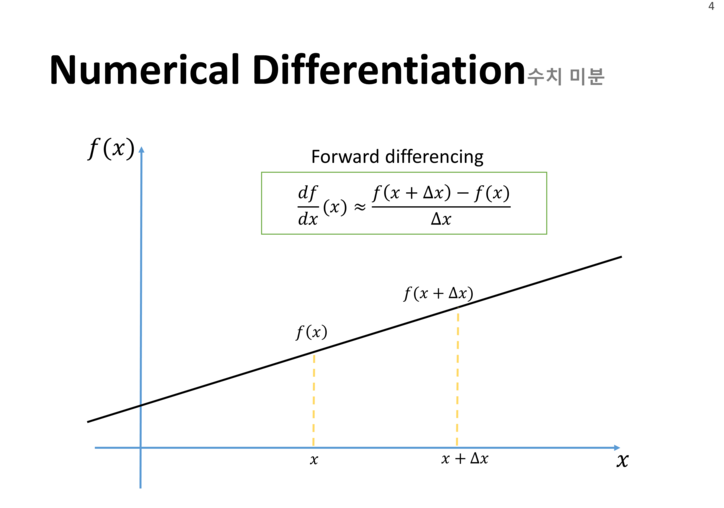 4
Numerical Differentiation수치 미분
f(x)
Forward differencing
df/dx (x) ≈ (f(x + Δx) − f(x))/Δx
f(x + Δx)
f(x)
x
x + Δx
x